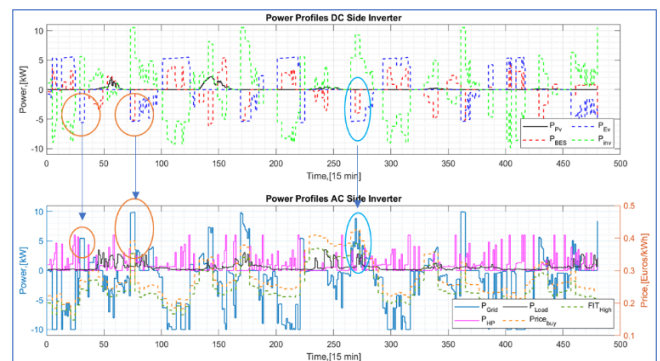 Power Profiles DC Side Inverter
10
5
0
-5
-10
Power,[kW]
P_Pv P_Ev
P_BES P_inv
0 50 100 150 200 250 300 350 400 450 500
Time,[15 min]
Power Profiles AC Side Inverter
10
5
0
-5
-10
Power,[kW]
0.5
0.4
0.3
0.2
0.1
Price,[Euros/kWh]
P_Grid P_Load FIT_High
P_HP Price_buy
0 50 100 150 200 250 300 350 400 450 500
Time,[15 min]